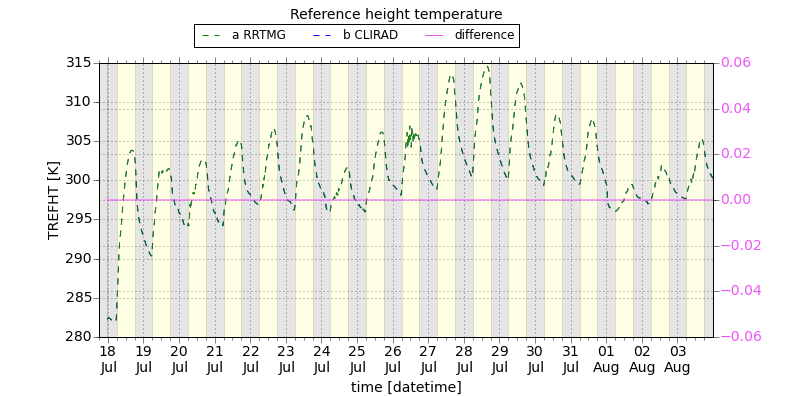 Reference height temperature
a RRTMG b CLIRAD difference
315 0.06
310 0.04
305 0.02
300 0.00
295 −0.02
290 −0.04
285 −0.06
280
TREFHT [K]
18 19 20 21 22 23 24 25 26 27 28 29 30 31 01 02 03
Jul Jul Jul Jul Jul Jul Jul Jul Jul Jul Jul Jul Jul Jul Aug Aug Aug
time [datetime]